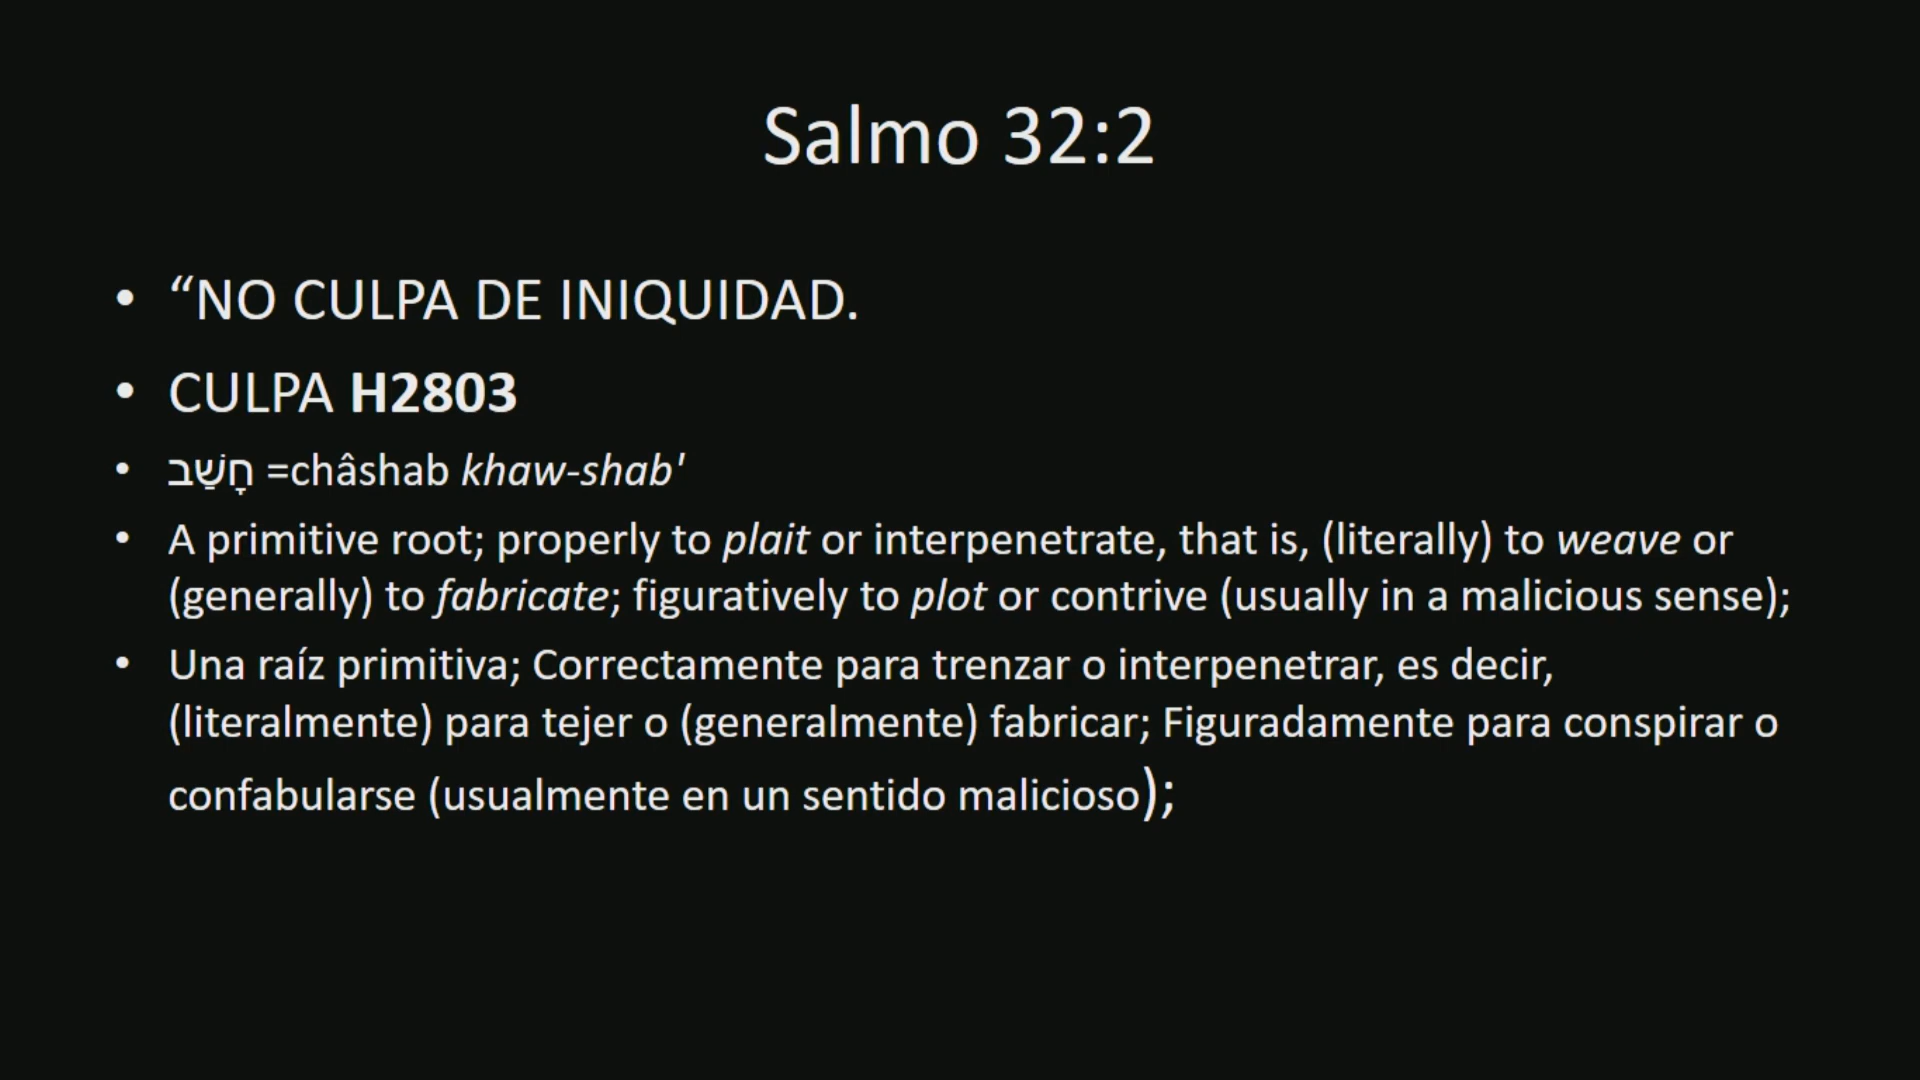 Salmo 32:2
• “NO CULPA DE INIQUIDAD.
• CULPA H2803
• חָשַׁב =châshab khaw-shab'
• A primitive root; properly to plait or interpenetrate, that is, (literally) to weave or
(generally) to fabricate; figuratively to plot or contrive (usually in a malicious sense);
• Una raíz primitiva; Correctamente para trenzar o interpenetrar, es decir,
(literalmente) para tejer o (generalmente) fabricar; Figuradamente para conspirar o
confabularse (usualmente en un sentido malicioso);